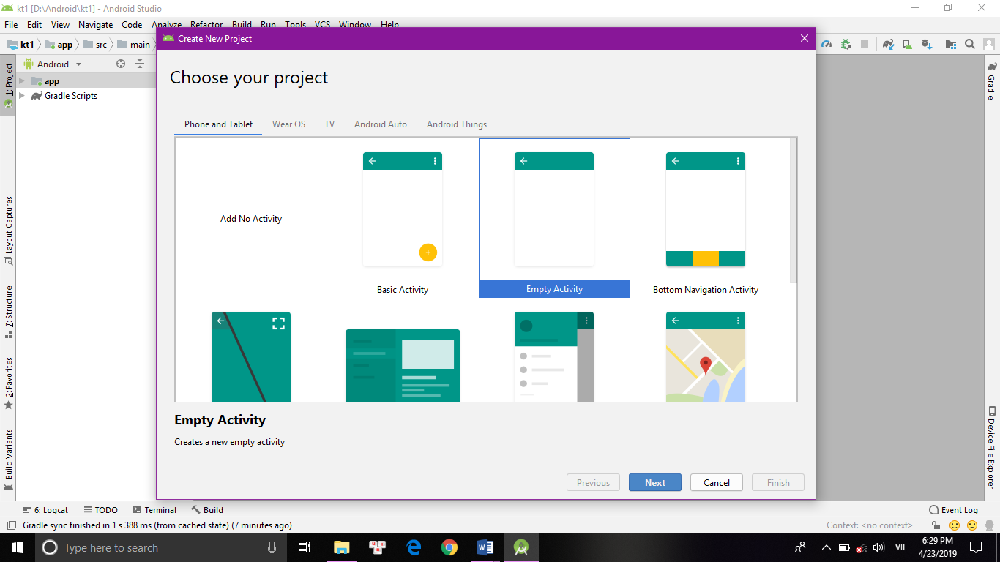 kt1 [D:\Android\kt1] - Android Studio
File Edit View Navigate Code Analyze Refactor Build Run Tools VCS Window Help
kt1 app src main
Create New Project
1: Project
Layout Captures
7: Structure
2: Favorites
Build Variants
Android
app
Gradle Scripts
Choose your project
Phone and Tablet Wear OS TV Android Auto Android Things
Add No Activity
Basic Activity
Empty Activity
Bottom Navigation Activity
Empty Activity
Creates a new empty activity
Previous Next Cancel Finish
Gradle
Device File Explorer
6: Logcat TODO Terminal Build Event Log
Gradle sync finished in 1 s 388 ms (from cached state) (7 minutes ago) Context: <no context>
Type here to search
VIE
6:29 PM
4/23/2019